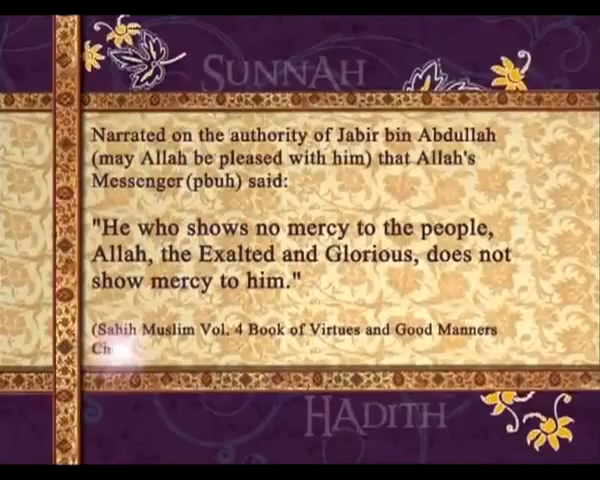 SUNNAH
Narrated on the authority of Jabir bin Abdullah
(may Allah be pleased with him) that Allah's
Messenger (pbuh) said:
"He who shows no mercy to the people,
Allah, the Exalted and Glorious, does not
show mercy to him."
(Sahih Muslim Vol. 4 Book of Virtues and Good Manners
HADITH